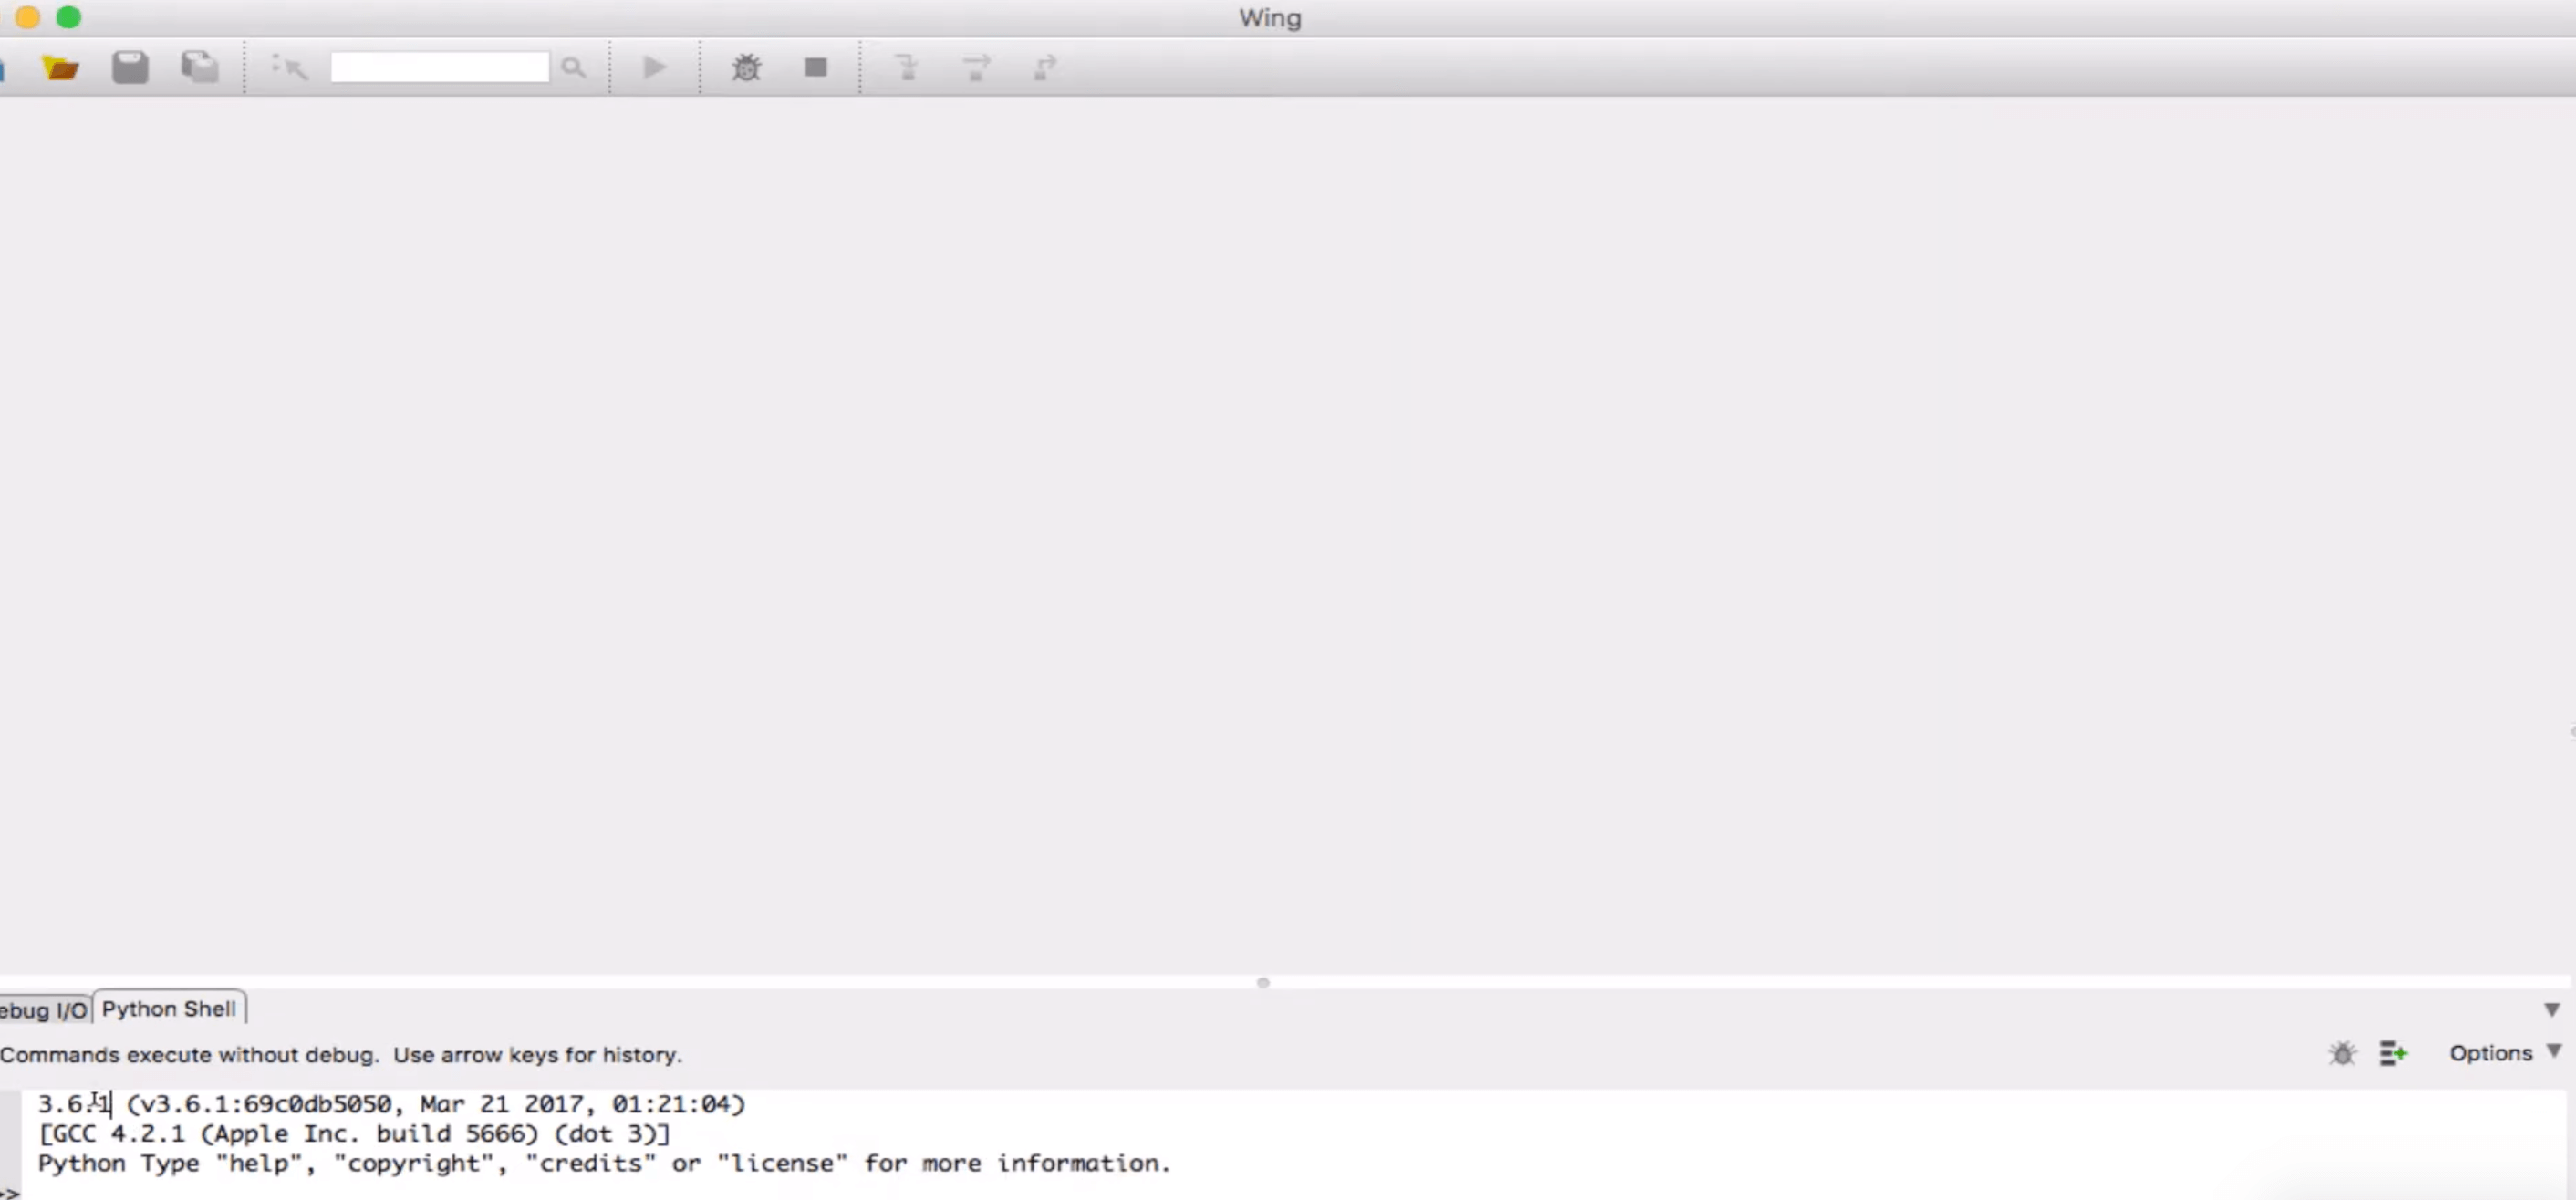 Wing
ebug I/O Python Shell
Commands execute without debug. Use arrow keys for history.
Options
3.6.1 (v3.6.1:69c0db5050, Mar 21 2017, 01:21:04)
[GCC 4.2.1 (Apple Inc. build 5666) (dot 3)]
Python Type "help", "copyright", "credits" or "license" for more information.
>>